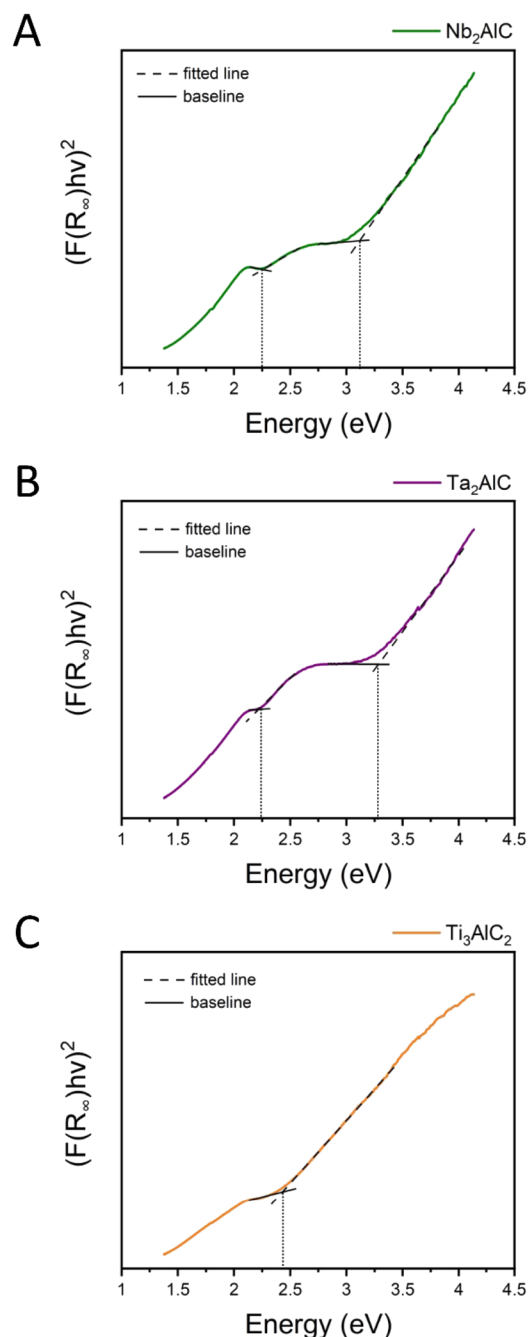 A
Nb₂AlC
fitted line
baseline
(F(R∞)hν)²
1 1.5 2 2.5 3 3.5 4 4.5
Energy (eV)
B
Ta₂AlC
fitted line
baseline
(F(R∞)hν)²
1 1.5 2 2.5 3 3.5 4 4.5
Energy (eV)
C
Ti₃AlC₂
fitted line
baseline
(F(R∞)hν)²
1 1.5 2 2.5 3 3.5 4 4.5
Energy (eV)